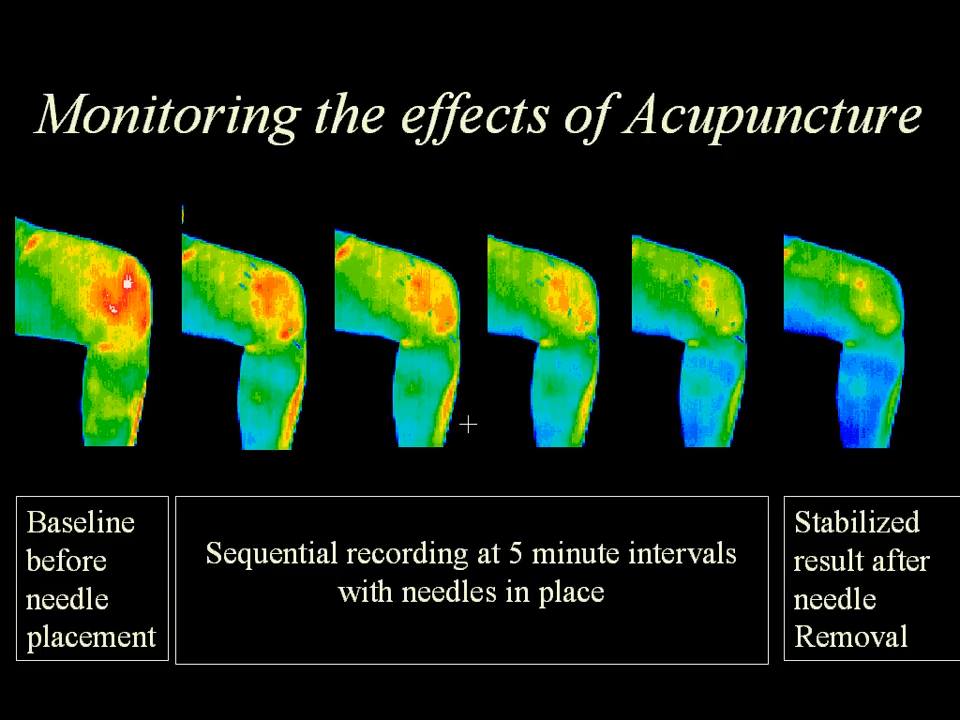 Monitoring the effects of Acupuncture
+
Baseline
before
needle
placement
Sequential recording at 5 minute intervals
with needles in place
Stabilized
result after
needle
Removal